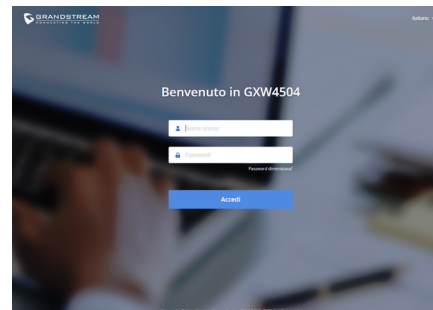 GRANDSTREAM
CONNECTING THE WORLD
Italiano
Benvenuto in GXW4504
Nome utente
Password
Password dimenticata?
Accedi